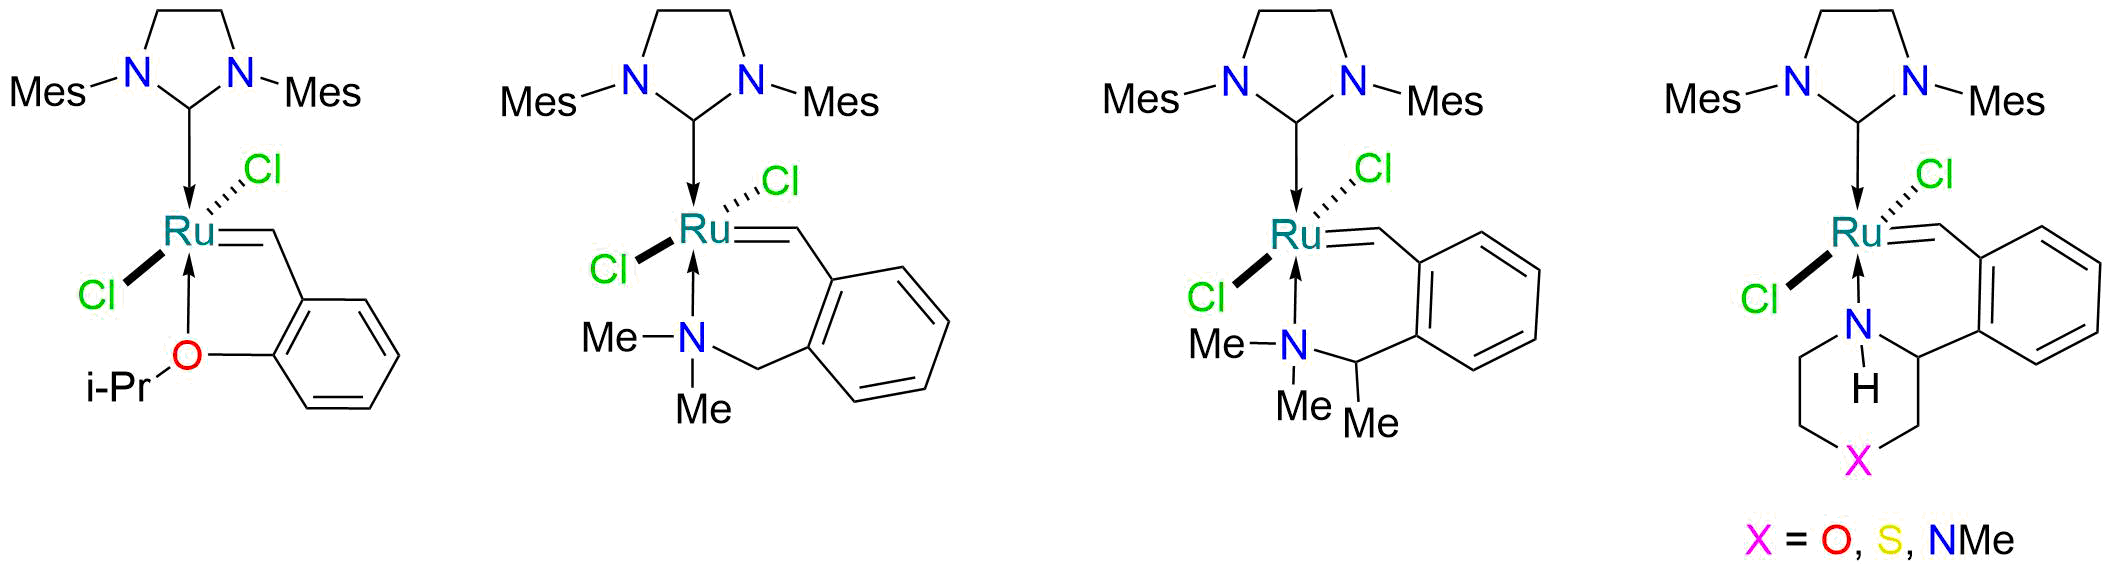 N N N N N N N N
Mes Mes Mes Mes Mes Mes Mes Mes
Cl Cl Cl Cl
Ru Ru Ru Ru
Cl Cl Cl Cl
O Me N Me N N
i-Pr H
Me Me Me
X
X = O, S, NMe